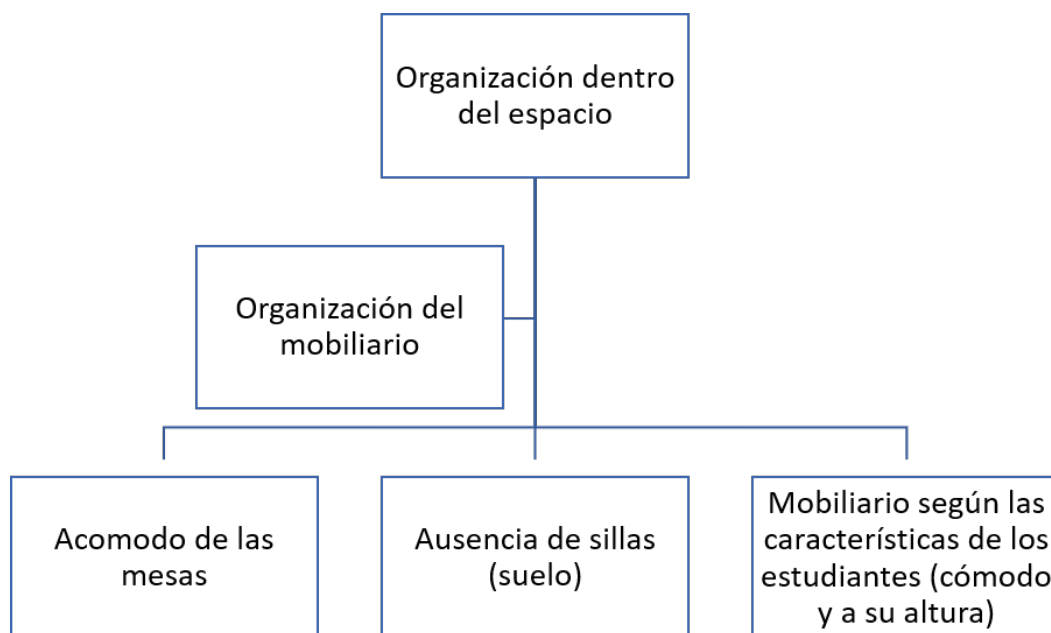 Organización dentro
del espacio
Organización del
mobiliario
Acomodo de las
mesas
Ausencia de sillas
(suelo)
Mobiliario según las
características de los
estudiantes (cómodo
y a su altura)